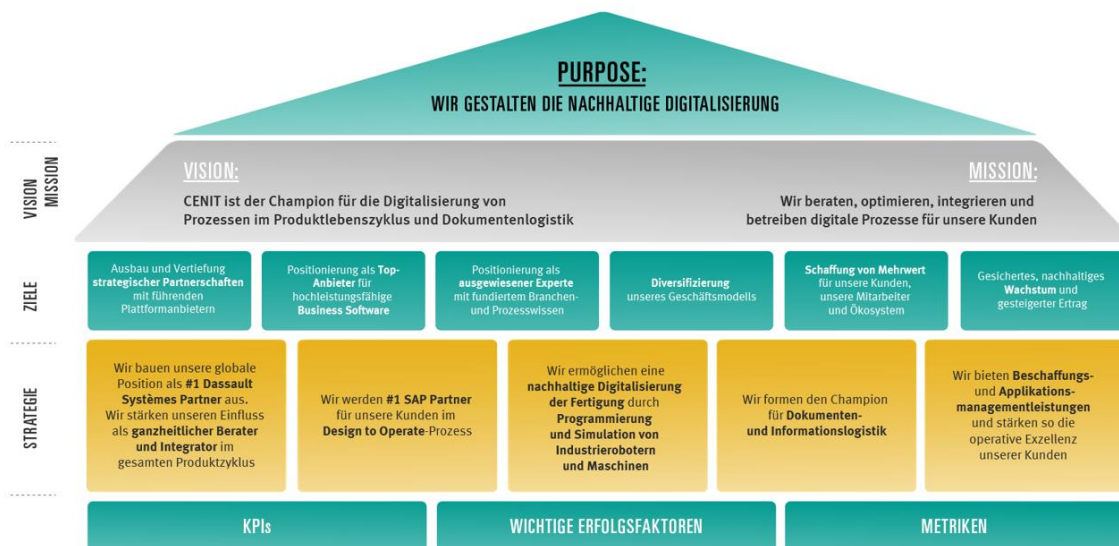 PURPOSE:
WIR GESTALTEN DIE NACHHALTIGE DIGITALISIERUNG
VISION
MISSION
VISION:
CENIT ist der Champion für die Digitalisierung von
Prozessen im Produktlebenszyklus und Dokumentenlogistik
MISSION:
Wir beraten, optimieren, integrieren und
betreiben digitale Prozesse für unsere Kunden
ZIELE
Ausbau und Vertiefung
strategischer Partnerschaften
mit führenden
Plattformanbietern
Positionierung als Top-
Anbieter für
hochleistungsfähige
Business Software
Positionierung als
ausgewiesener Experte
mit fundiertem Branchen-
und Prozesswissen
Diversifizierung
unseres Geschäftsmodells
Schaffung von Mehrwert
für unsere Kunden,
unsere Mitarbeiter
und Ökosystem
Gesichertes, nachhaltiges
Wachstum und
gesteigerter Ertrag
STRATEGIE
Wir bauen unsere globale
Position als #1 Dassault
Systèmes Partner aus.
Wir stärken unseren Einfluss
als ganzheitlicher Berater
und Integrator im
gesamten Produktzyklus
Wir werden #1 SAP Partner
für unsere Kunden im
Design to Operate-Prozess
Wir ermöglichen eine
nachhaltige Digitalisierung
der Fertigung durch
Programmierung
und Simulation von
Industrierobotern
und Maschinen
Wir formen den Champion
für Dokumenten-
und Informationslogistik
Wir bieten Beschaffungs-
und Applikations-
managementleistungen
und stärken so die
operative Exzellenz
unserer Kunden
KPIs
WICHTIGE ERFOLGSFAKTOREN
METRIKEN